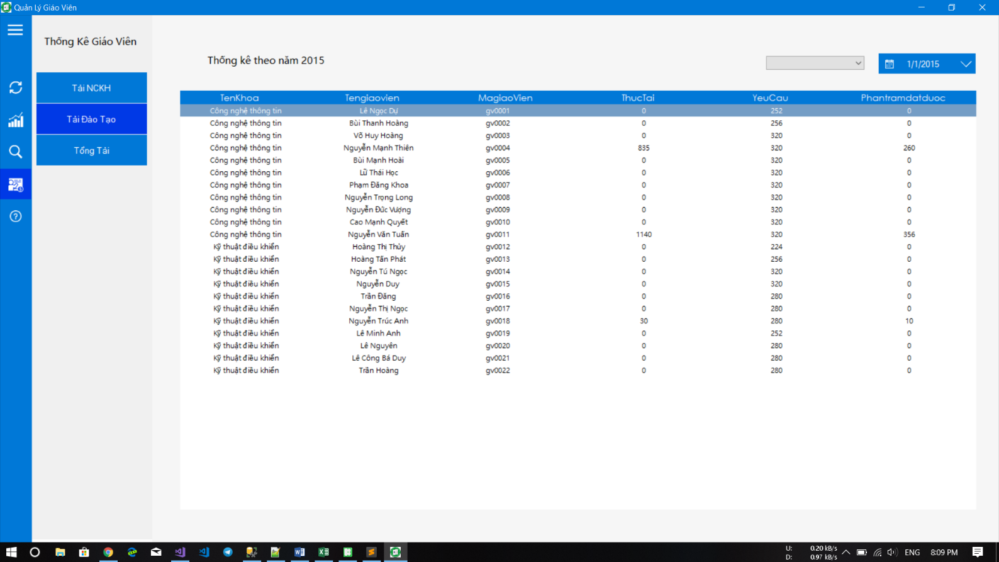 Quản Lý Giáo Viên
Thống Kê Giáo Viên
Tải NCKH
Tải Đào Tạo
Tổng Tải
Thống kê theo năm 2015
1/1/2015
TenKhoa Tengiaovien MagiaoVien ThucTai YeuCau Phantramdatduoc
Công nghệ thông tin Lê Ngọc Dự gv0001 0 252 0
Công nghệ thông tin Bùi Thanh Hoàng gv0002 0 256 0
Công nghệ thông tin Võ Huy Hoàng gv0003 0 320 0
Công nghệ thông tin Nguyễn Mạnh Thiên gv0004 835 320 260
Công nghệ thông tin Bùi Mạnh Hoài gv0005 0 320 0
Công nghệ thông tin Lữ Thái Học gv0006 0 320 0
Công nghệ thông tin Phạm Đăng Khoa gv0007 0 320 0
Công nghệ thông tin Nguyễn Trọng Long gv0008 0 320 0
Công nghệ thông tin Nguyễn Đức Vượng gv0009 0 320 0
Công nghệ thông tin Cao Mạnh Quyết gv0010 0 320 0
Công nghệ thông tin Nguyễn Văn Tuấn gv0011 1140 320 356
Kỹ thuật điều khiển Hoàng Thị Thủy gv0012 0 224 0
Kỹ thuật điều khiển Hoàng Tấn Phát gv0013 0 256 0
Kỹ thuật điều khiển Nguyễn Tú Ngọc gv0014 0 320 0
Kỹ thuật điều khiển Nguyễn Duy gv0015 0 320 0
Kỹ thuật điều khiển Trần Đăng gv0016 0 280 0
Kỹ thuật điều khiển Nguyễn Thị Ngọc gv0017 0 280 0
Kỹ thuật điều khiển Nguyễn Trúc Anh gv0018 30 280 10
Kỹ thuật điều khiển Lê Minh Anh gv0019 0 252 0
Kỹ thuật điều khiển Lê Nguyên gv0020 0 280 0
Kỹ thuật điều khiển Lê Công Bá Duy gv0021 0 280 0
Kỹ thuật điều khiển Trần Hoàng gv0022 0 280 0
U: 0.20 kB/s
D: 0.97 kB/s
ENG 8:09 PM